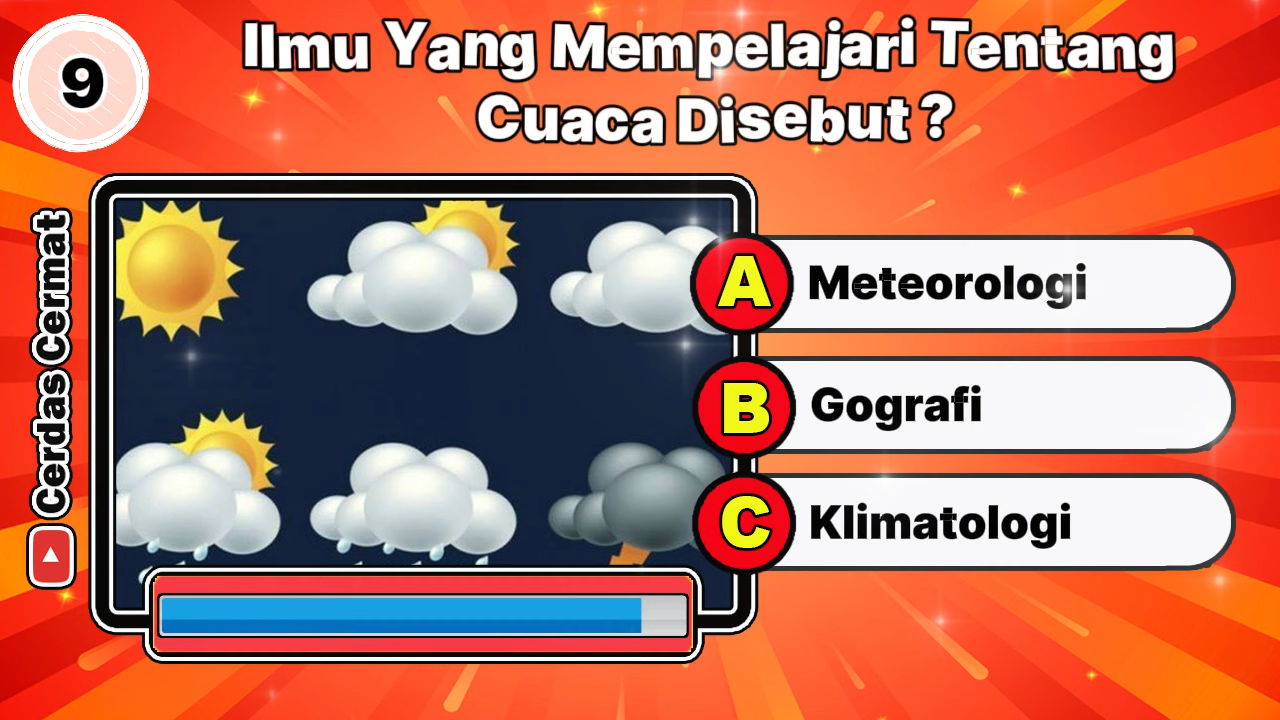 9
Ilmu Yang Mempelajari Tentang
Cuaca Disebut ?
Cerdas Cermat
A Meteorologi
B Gografi
C Klimatologi